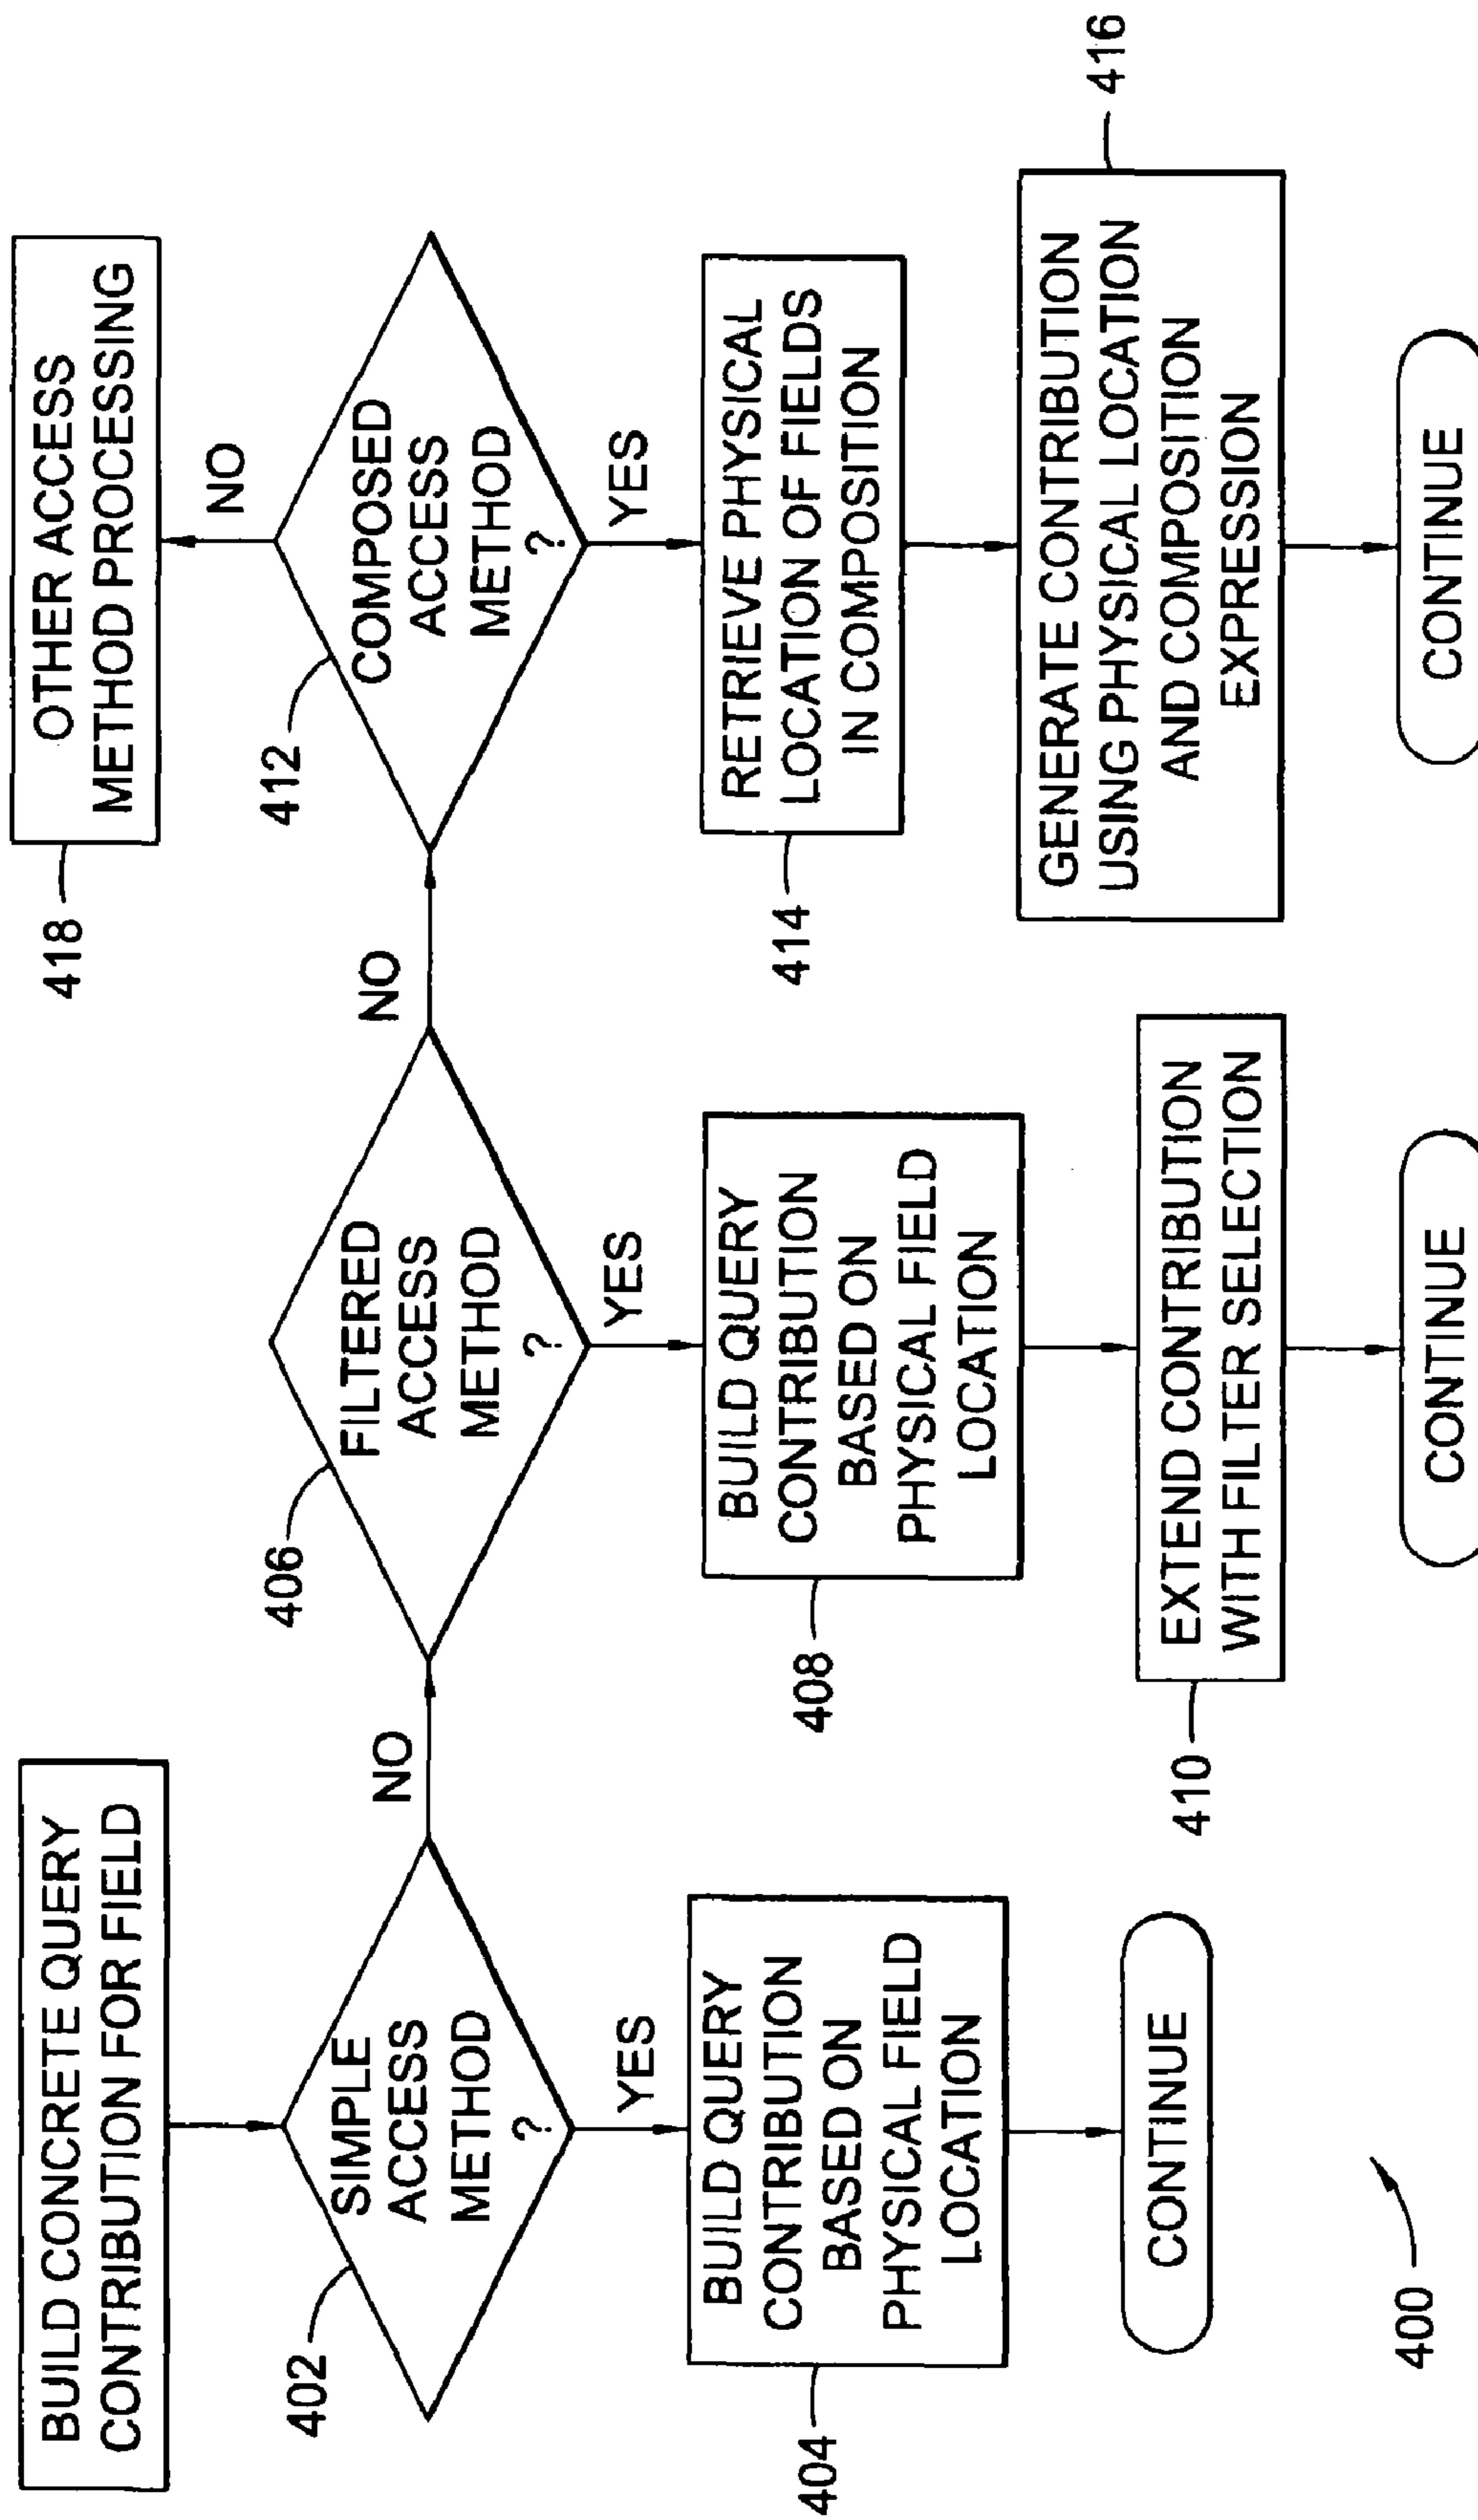 BUILD CONCRETE QUERY
CONTRIBUTION FOR FIELD
402
SIMPLE
ACCESS
METHOD
?
NO
YES
404
BUILD QUERY
CONTRIBUTION
BASED ON
PHYSICAL FIELD
LOCATION
CONTINUE
406
FILTERED
ACCESS
METHOD
?
NO
YES
408
BUILD QUERY
CONTRIBUTION
BASED ON
PHYSICAL FIELD
LOCATION
410
EXTEND CONTRIBUTION
WITH FILTER SELECTION
CONTINUE
418
OTHER ACCESS
METHOD PROCESSING
NO
412
COMPOSED
ACCESS
METHOD
?
YES
414
RETRIEVE PHYSICAL
LOCATION OF FIELDS
IN COMPOSITION
416
GENERATE CONTRIBUTION
USING PHYSICAL LOCATION
AND COMPOSITION
EXPRESSION
CONTINUE
400